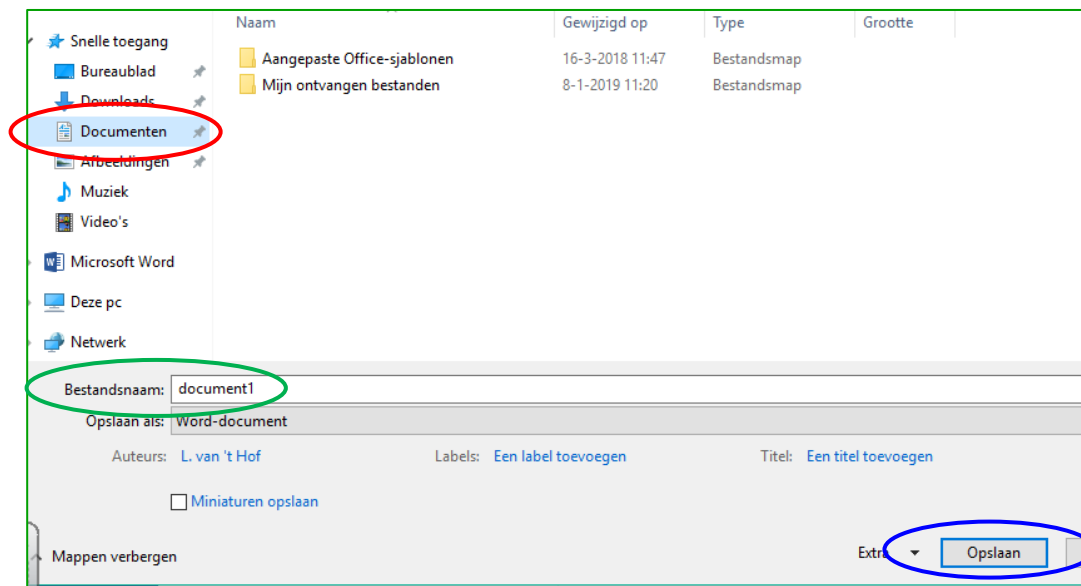 Naam Gewijzigd op Type Grootte
Snelle toegang
Bureaublad
Downloads
Documenten
Afbeeldingen
Muziek
Video's
Microsoft Word
Deze pc
Netwerk
Aangepaste Office-sjablonen 16-3-2018 11:47 Bestandsmap
Mijn ontvangen bestanden 8-1-2019 11:20 Bestandsmap
Bestandsnaam: document1
Opslaan als: Word-document
Auteurs: L. van 't Hof Labels: Een label toevoegen Titel: Een titel toevoegen
Miniaturen opslaan
Mappen verbergen Extra Opslaan